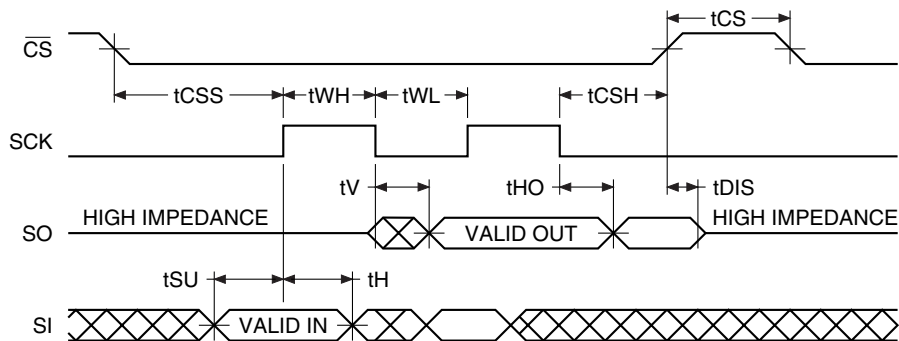 tCS
C̅S̅
tCSS tWH tWL tCSH
SCK
tV tHO tDIS
HIGH IMPEDANCE HIGH IMPEDANCE
SO VALID OUT
tSU tH
SI VALID IN